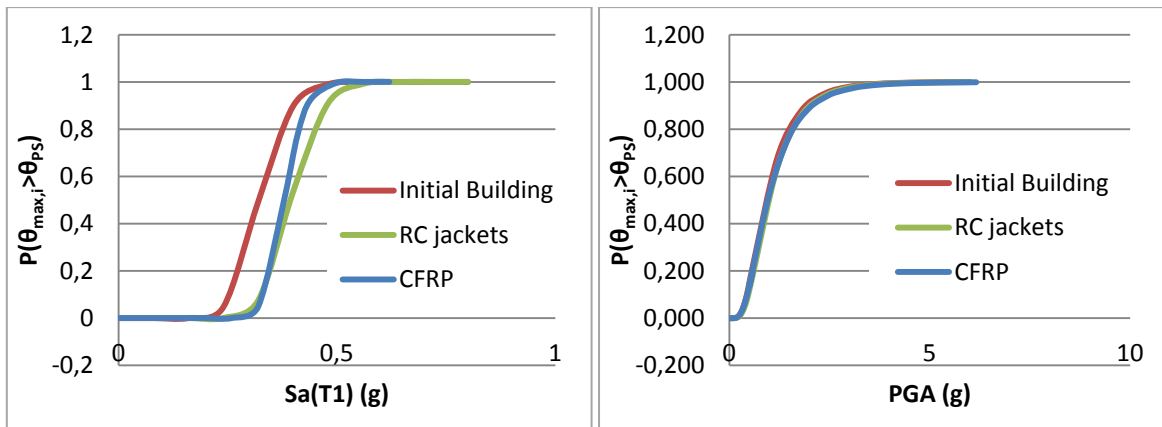 P(θmax,i>θPS)
1,2
1
0,8
0,6
0,4
0,2
0
-0,2
0
0,5
1
Sa(T1) (g)
Initial Building
RC jackets
CFRP
P(θmax,i>θPS)
1,200
1,000
0,800
0,600
0,400
0,200
0,000
-0,200
0
5
10
PGA (g)
Initial Building
RC jackets
CFRP